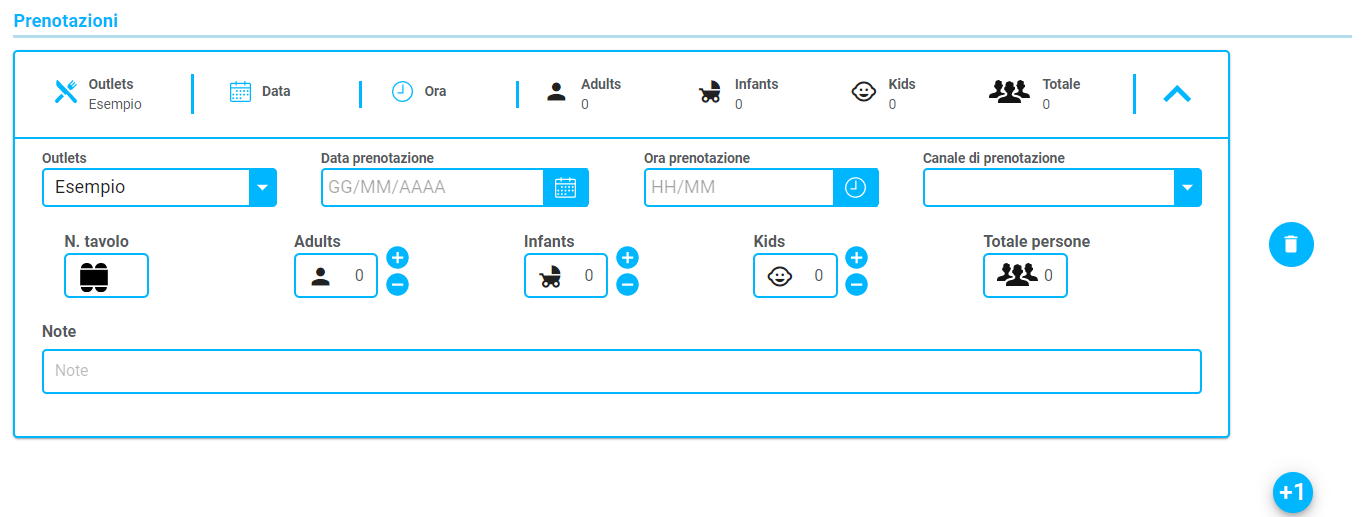 Prenotazioni
Outlets Data Ora Adults Infants Kids Totale
Esempio 0 0 0 0
Outlets Data prenotazione Ora prenotazione Canale di prenotazione
Esempio GG/MM/AAAA HH/MM
N. tavolo Adults Infants Kids Totale persone
0 0 0 0
Note
Note
+1